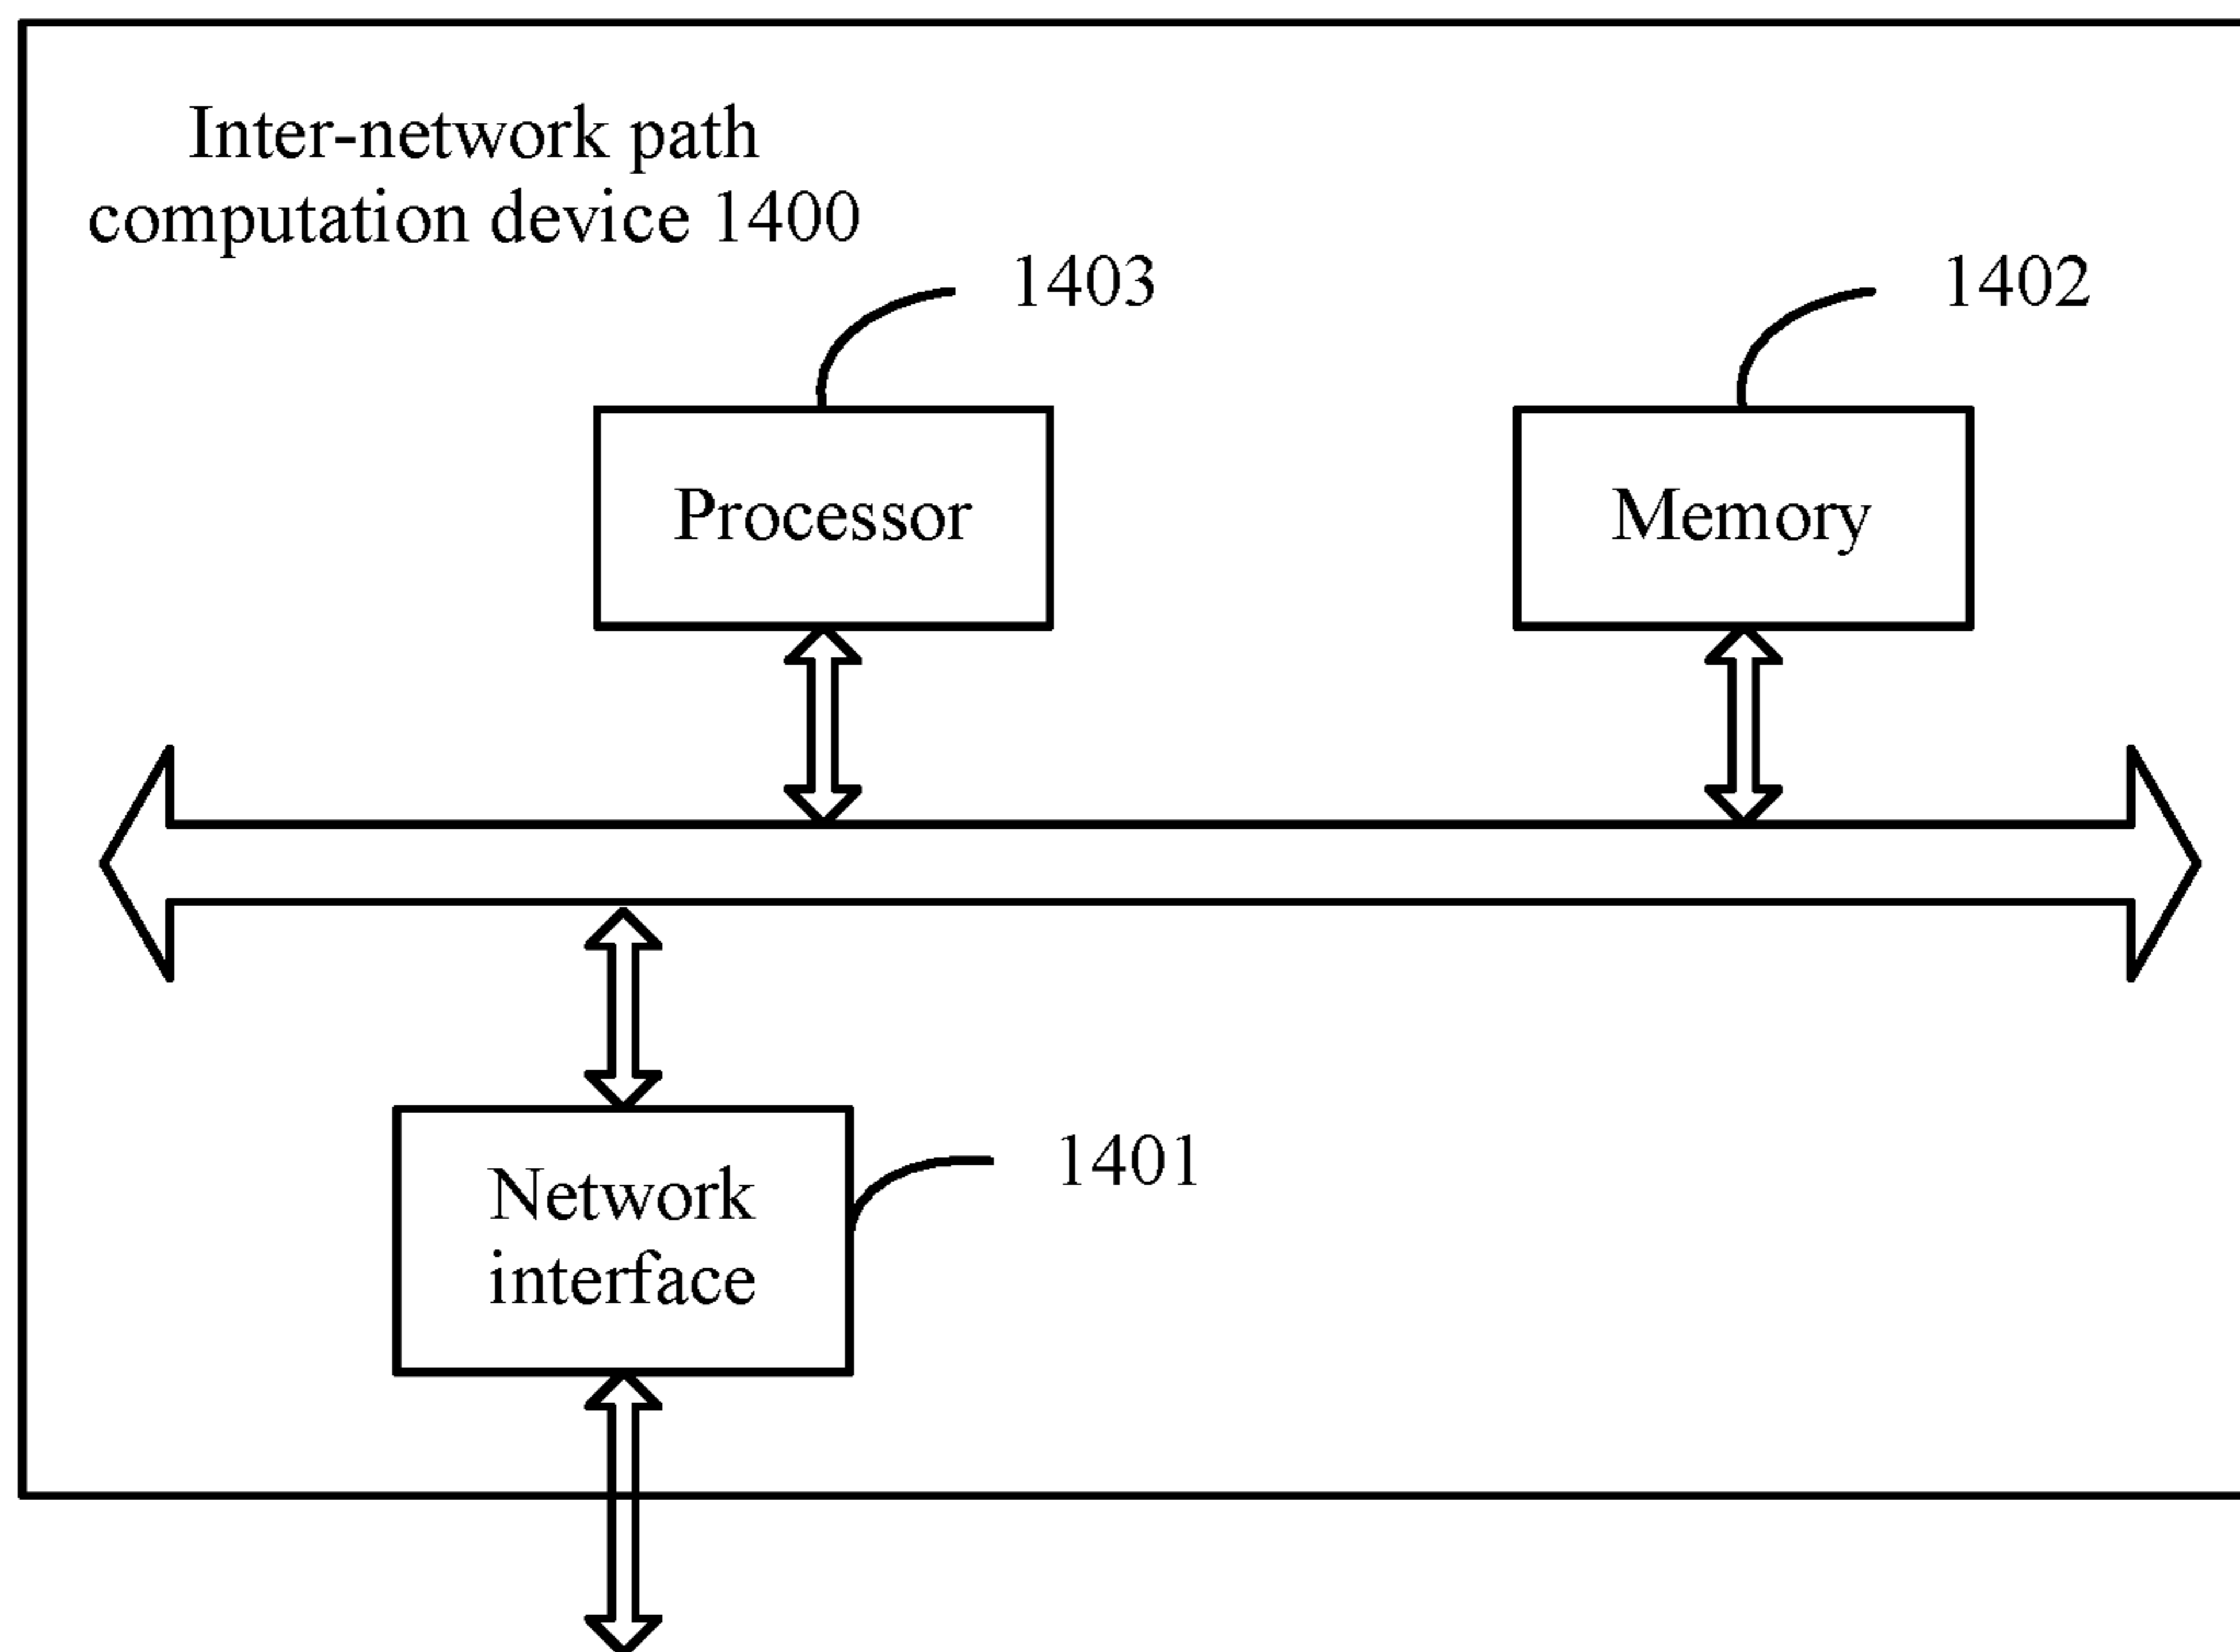 Inter-network path
computation device 1400
1403
1402
Processor
Memory
Network
interface
1401